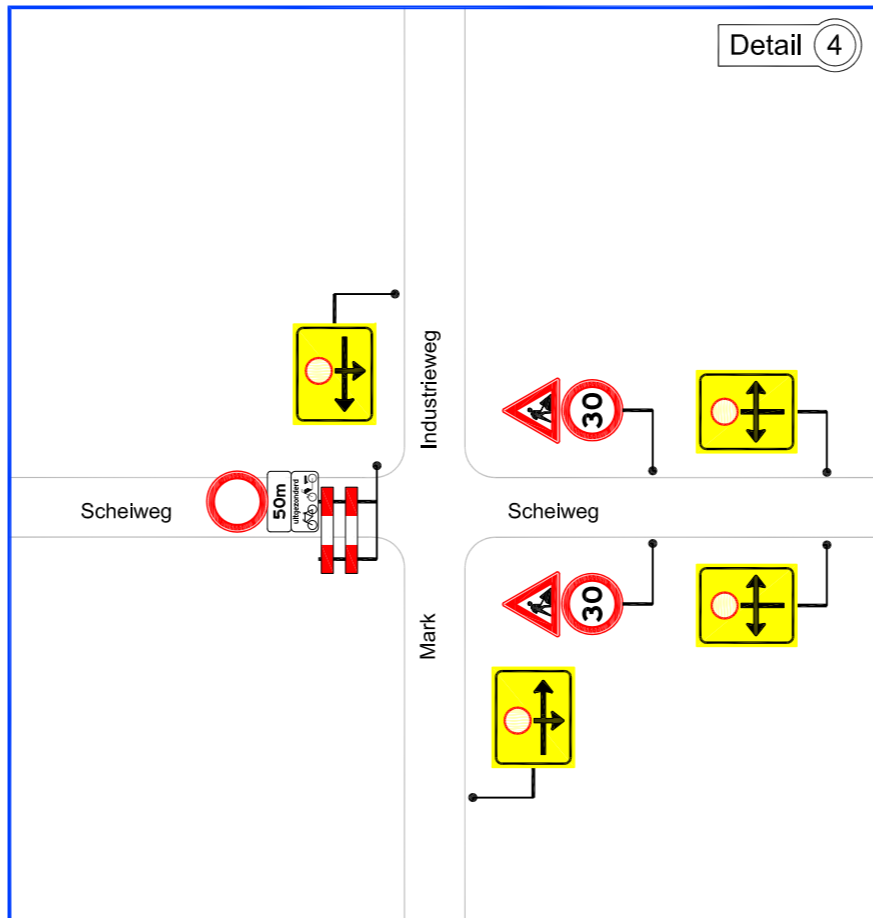 Detail 4
Industrieweg
30
Scheiweg
50m
uitgezonderd
Scheiweg
30
Mark